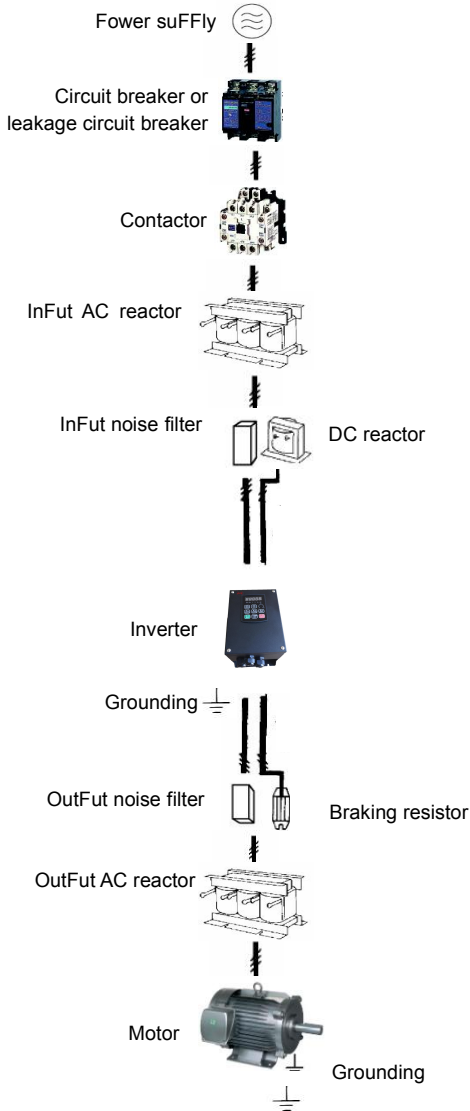 Fower suFFly
Circuit breaker or
leakage circuit breaker
Contactor
InFut AC reactor
InFut noise filter
DC reactor
Inverter
Grounding
OutFut noise filter
Braking resistor
OutFut AC reactor
Motor
Grounding